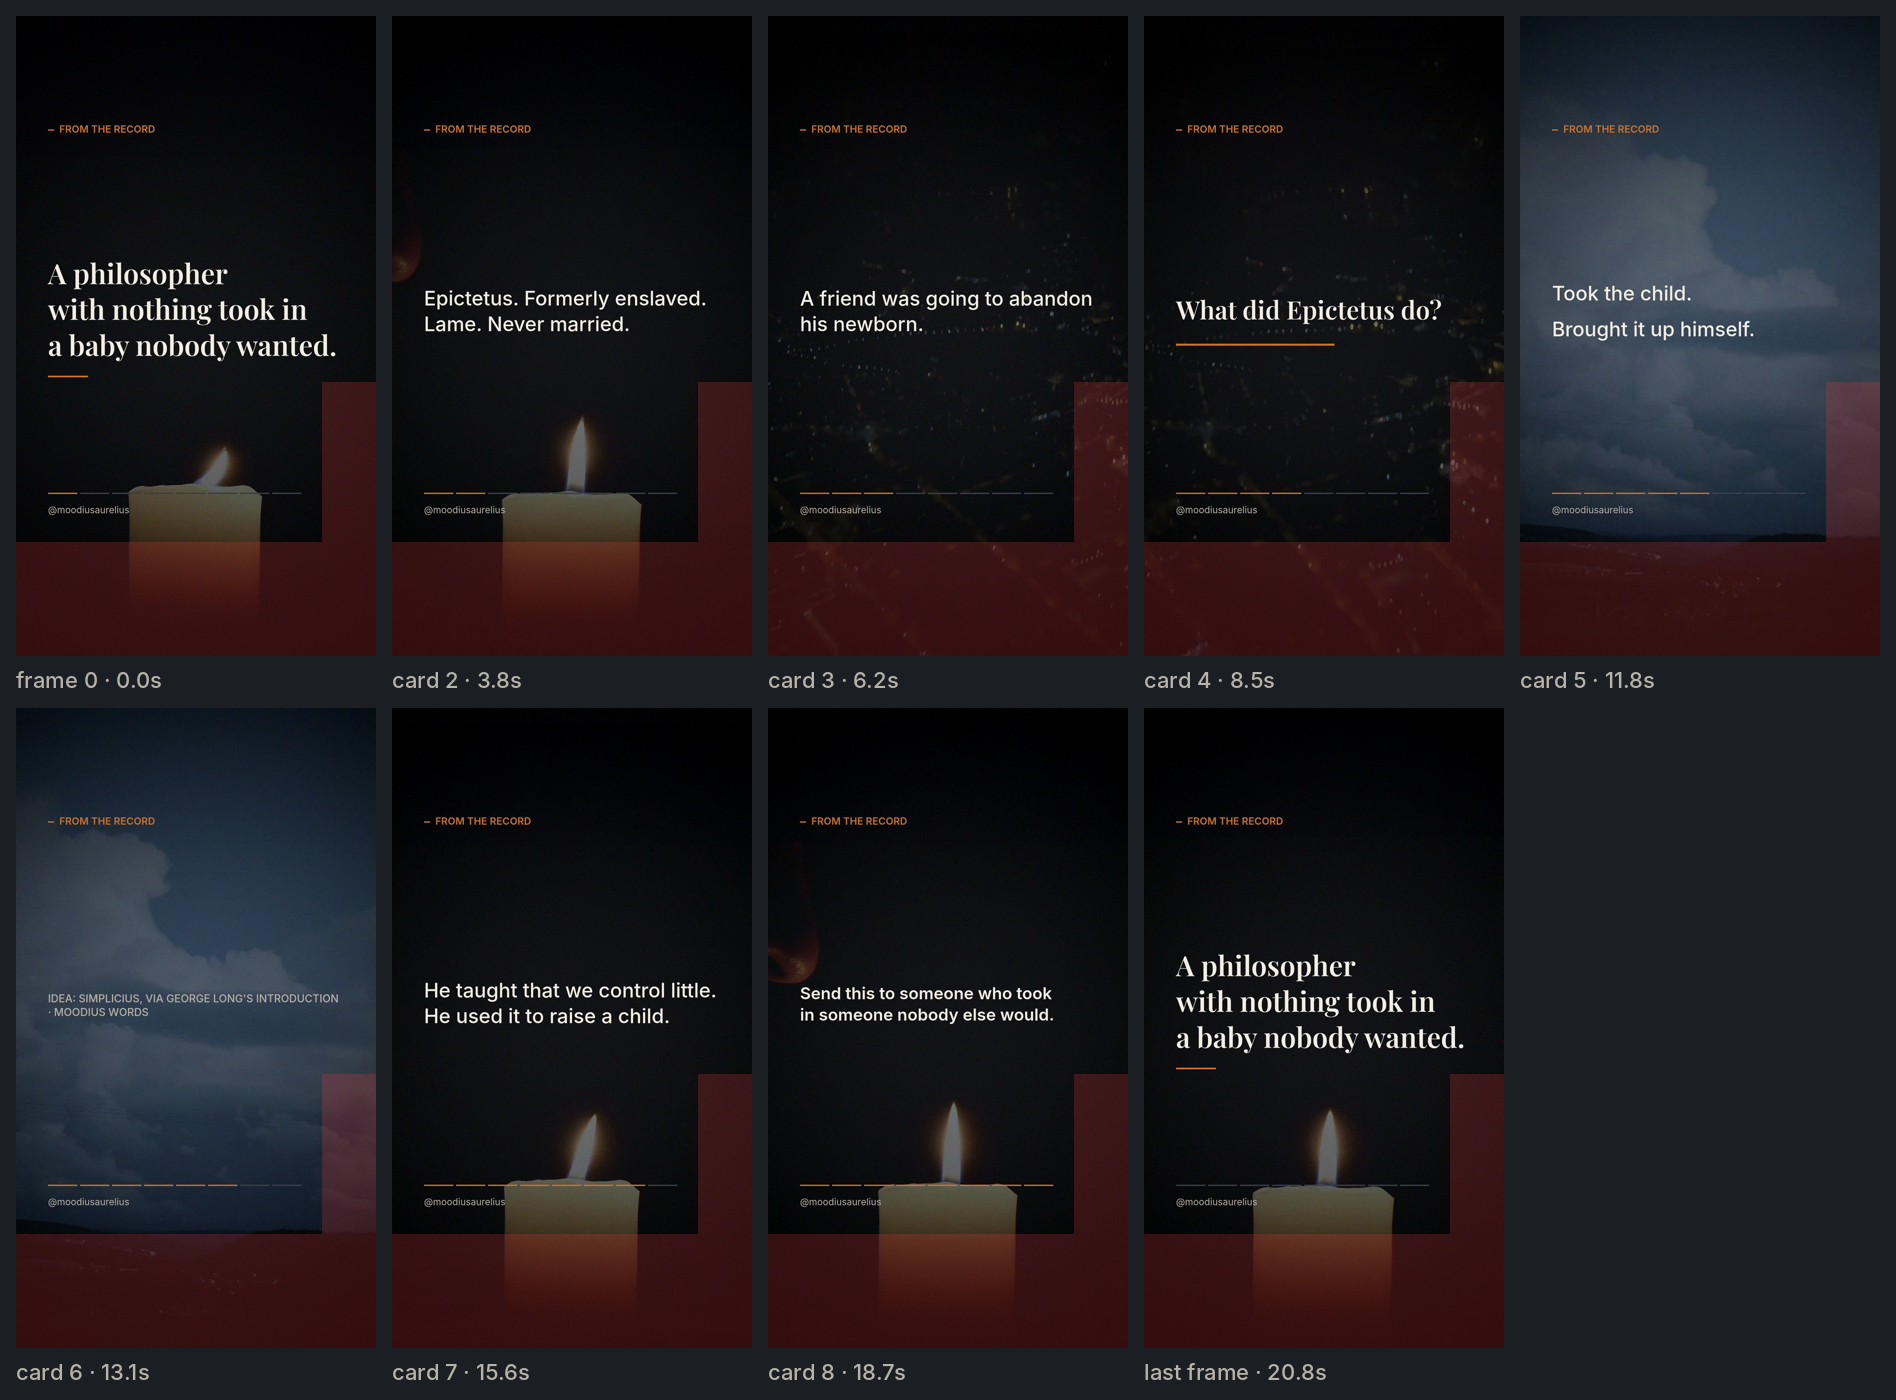 — FROM THE RECORD
A philosopher
with nothing took in
a baby nobody wanted.
@moodiusaurelius
frame 0 · 0.0s
— FROM THE RECORD
Epictetus. Formerly enslaved.
Lame. Never married.
@moodiusaurelius
card 2 · 3.8s
— FROM THE RECORD
A friend was going to abandon
his newborn.
@moodiusaurelius
card 3 · 6.2s
— FROM THE RECORD
What did Epictetus do?
@moodiusaurelius
card 4 · 8.5s
— FROM THE RECORD
Took the child.
Brought it up himself.
@moodiusaurelius
card 5 · 11.8s
— FROM THE RECORD
IDEA: SIMPLICIUS, VIA GEORGE LONG'S INTRODUCTION
· MOODIUS WORDS
@moodiusaurelius
card 6 · 13.1s
— FROM THE RECORD
He taught that we control little.
He used it to raise a child.
@moodiusaurelius
card 7 · 15.6s
— FROM THE RECORD
Send this to someone who took
in someone nobody else would.
@moodiusaurelius
card 8 · 18.7s
— FROM THE RECORD
A philosopher
with nothing took in
a baby nobody wanted.
@moodiusaurelius
last frame · 20.8s